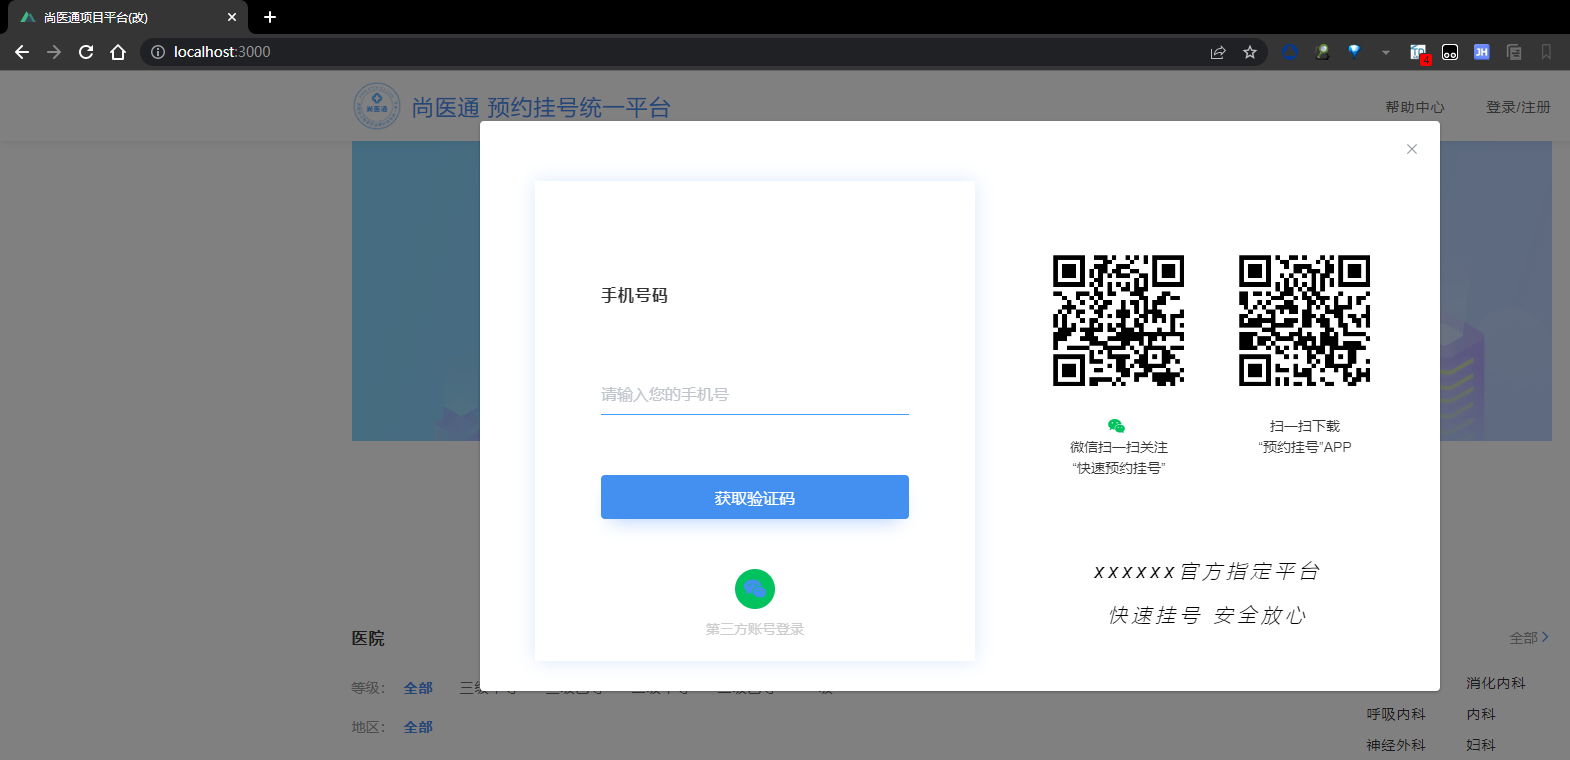 尚医通项目平台(改)
localhost:3000
4
JH
尚医通
尚医通 预约挂号统一平台
帮助中心
登录/注册
手机号码
请输入您的手机号
获取验证码
第三方账号登录
微信扫一扫关注
“快速预约挂号”
扫一扫下载
“预约挂号”APP
xxxxxx官方指定平台
快速挂号 安全放心
医院
全部
等级：
全部
地区：
全部
消化内科
呼吸内科
内科
神经外科
妇科